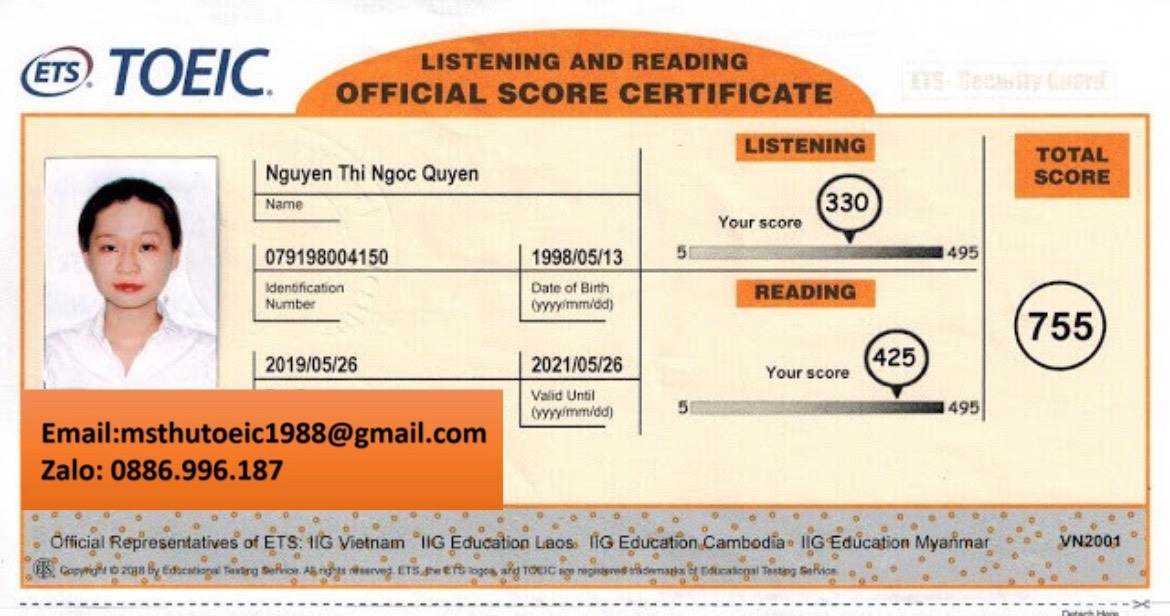 ETS® TOEIC®
LISTENING AND READING
OFFICIAL SCORE CERTIFICATE
ETS - Security Guard
Nguyen Thi Ngoc Quyen
Name
079198004150
Identification
Number
1998/05/13
Date of Birth
(yyyy/mm/dd)
2019/05/26
2021/05/26
Valid Until
(yyyy/mm/dd)
LISTENING
Your score
330
5
495
READING
Your score
425
5
495
TOTAL
SCORE
755
Email:msthutoeic1988@gmail.com
Zalo: 0886.996.187
Official Representatives of ETS: IIG Vietnam IIG Education Laos IIG Education Cambodia IIG Education Myanmar VN2001
Copyright © 2018 by Educational Testing Service. All rights reserved. ETS, the ETS logos, and TOEIC are registered trademarks of Educational Testing Service.
Detach Here